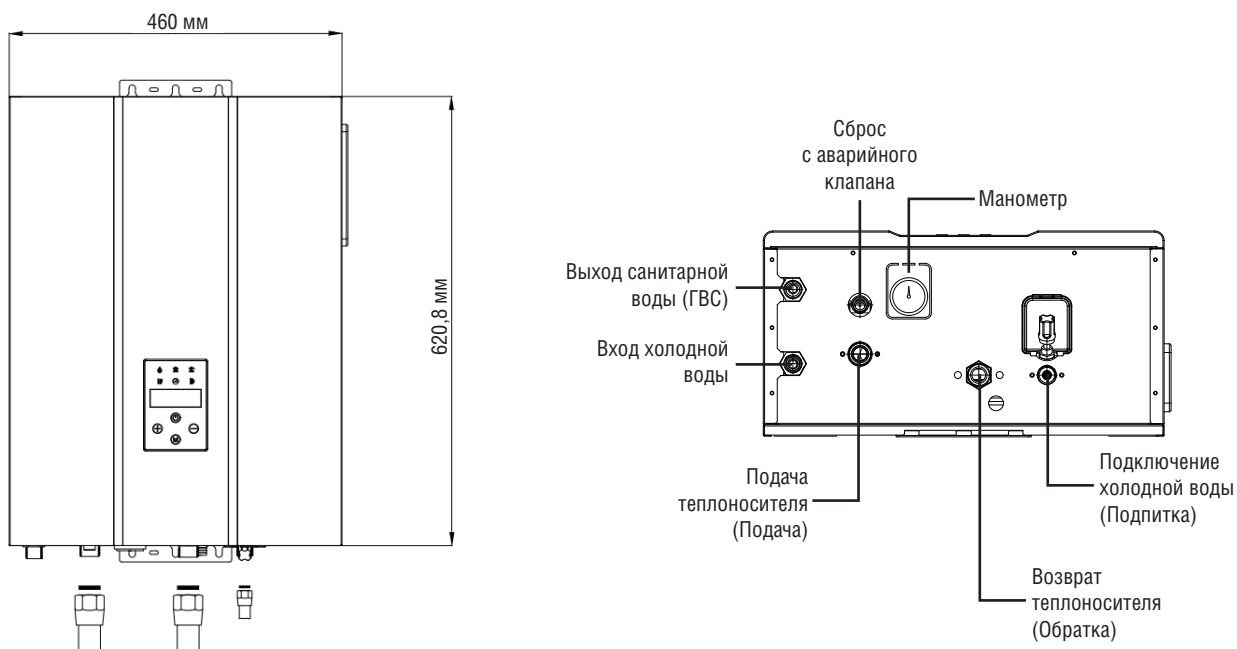 460 мм
620,8 мм
M
Сброс
с аварийного
клапана
Манометр
Выход санитарной
воды (ГВС)
Вход холодной
воды
Подача
теплоносителя
(Подача)
Подключение
холодной воды
(Подпитка)
Возврат
теплоносителя
(Обратка)